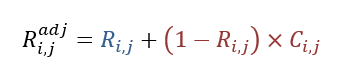 R_{i,j}^{adj} = R_{i,j} + (1 − R_{i,j}) × C_{i,j}